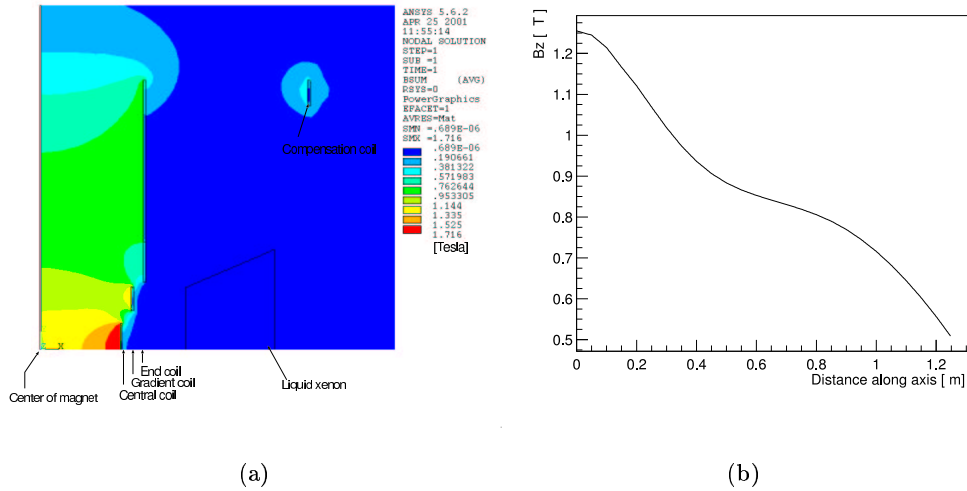 ANSYS 5.6.2
APR 25 2001
11:55:14
NODAL SOLUTION
STEP=1
SUB =1
TIME=1
BSUM (AVG)
RSYS=0
PowerGraphics
EFACET=1
AVRES=Mat
SMN =.689E-06
SMX =1.716
.689E-06
.190661
.381322
.571983
.762644
.953305
1.144
1.335
1.525
1.716
[Tesla]
Compensation coil
X
End coil
Gradient coil
Central coil
Center of magnet
Liquid xenon
(a)
Bz [ T]
1.2
1.1
1
0.9
0.8
0.7
0.6
0.5
0 0.2 0.4 0.6 0.8 1 1.2
Distance along axis [ m]
(b)